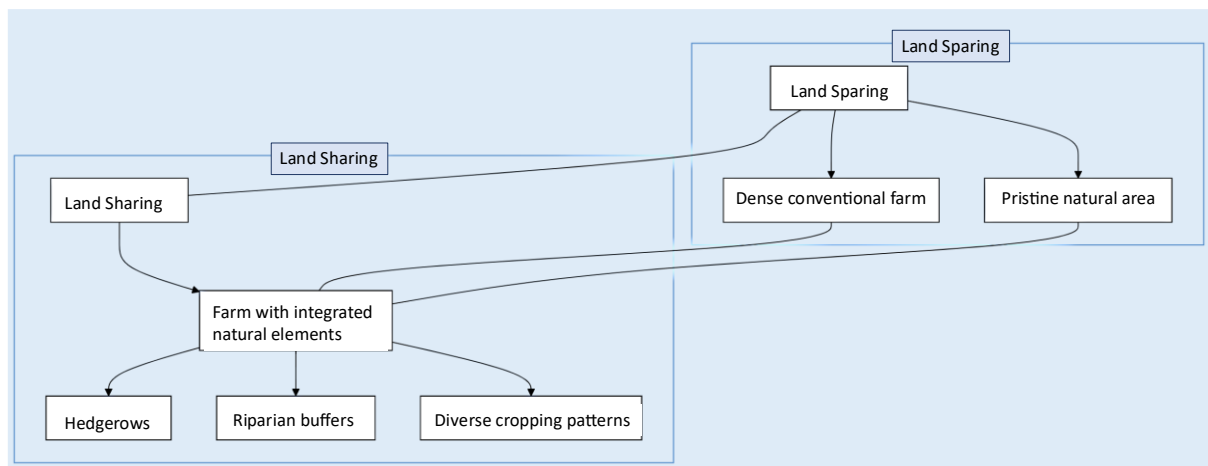 Land Sparing
Land Sparing
Dense conventional farm
Pristine natural area
Land Sharing
Land Sharing
Farm with integrated
natural elements
Hedgerows
Riparian buffers
Diverse cropping patterns